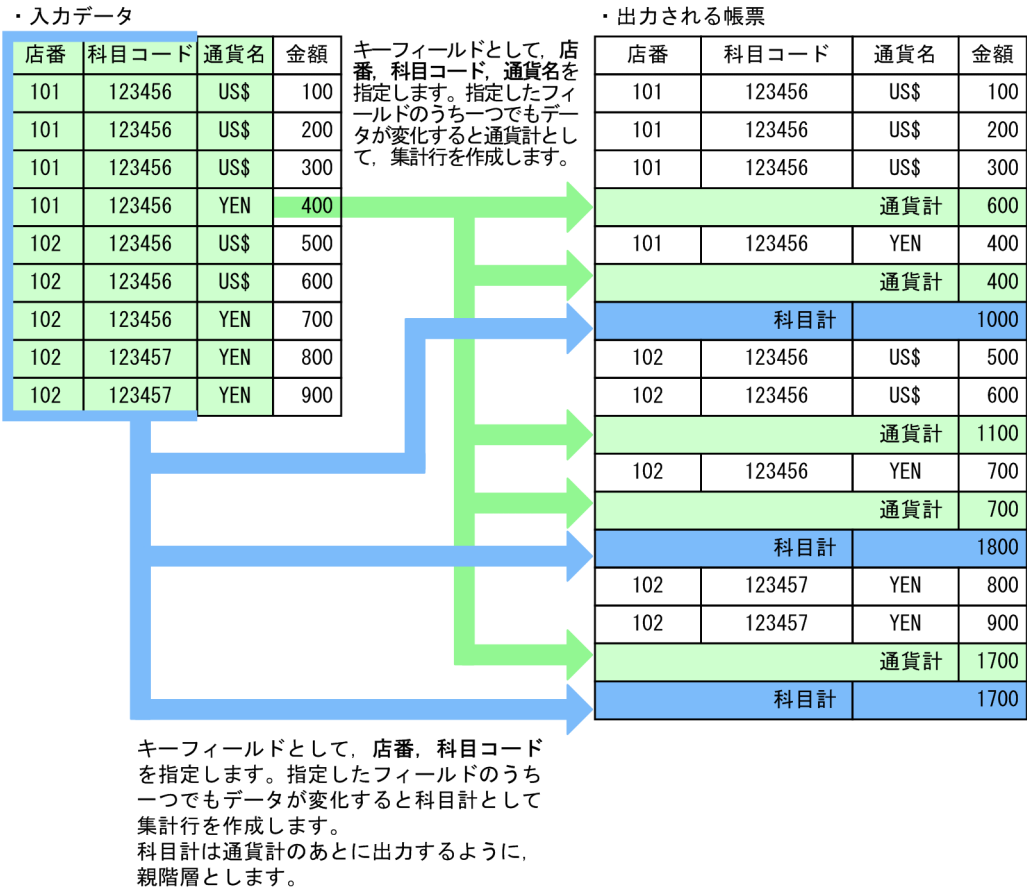 ・入力データ
店番 科目コード 通貨名 金額
101 123456 US$ 100
101 123456 US$ 200
101 123456 US$ 300
101 123456 YEN 400
102 123456 US$ 500
102 123456 US$ 600
102 123456 YEN 700
102 123457 YEN 800
102 123457 YEN 900
キーフィールドとして，店
番，科目コード，通貨名を
指定します。指定したフィ
ールドのうち一つでもデー
タが変化すると通貨計とし
て，集計行を作成します。
・出力される帳票
店番 科目コード 通貨名 金額
101 123456 US$ 100
101 123456 US$ 200
101 123456 US$ 300
通貨計 600
101 123456 YEN 400
通貨計 400
科目計 1000
102 123456 US$ 500
102 123456 US$ 600
通貨計 1100
102 123456 YEN 700
通貨計 700
科目計 1800
102 123457 YEN 800
102 123457 YEN 900
通貨計 1700
科目計 1700
キーフィールドとして，店番，科目コード
を指定します。指定したフィールドのうち
一つでもデータが変化すると科目計として
集計行を作成します。
科目計は通貨計のあとに出力するように，
親階層とします。